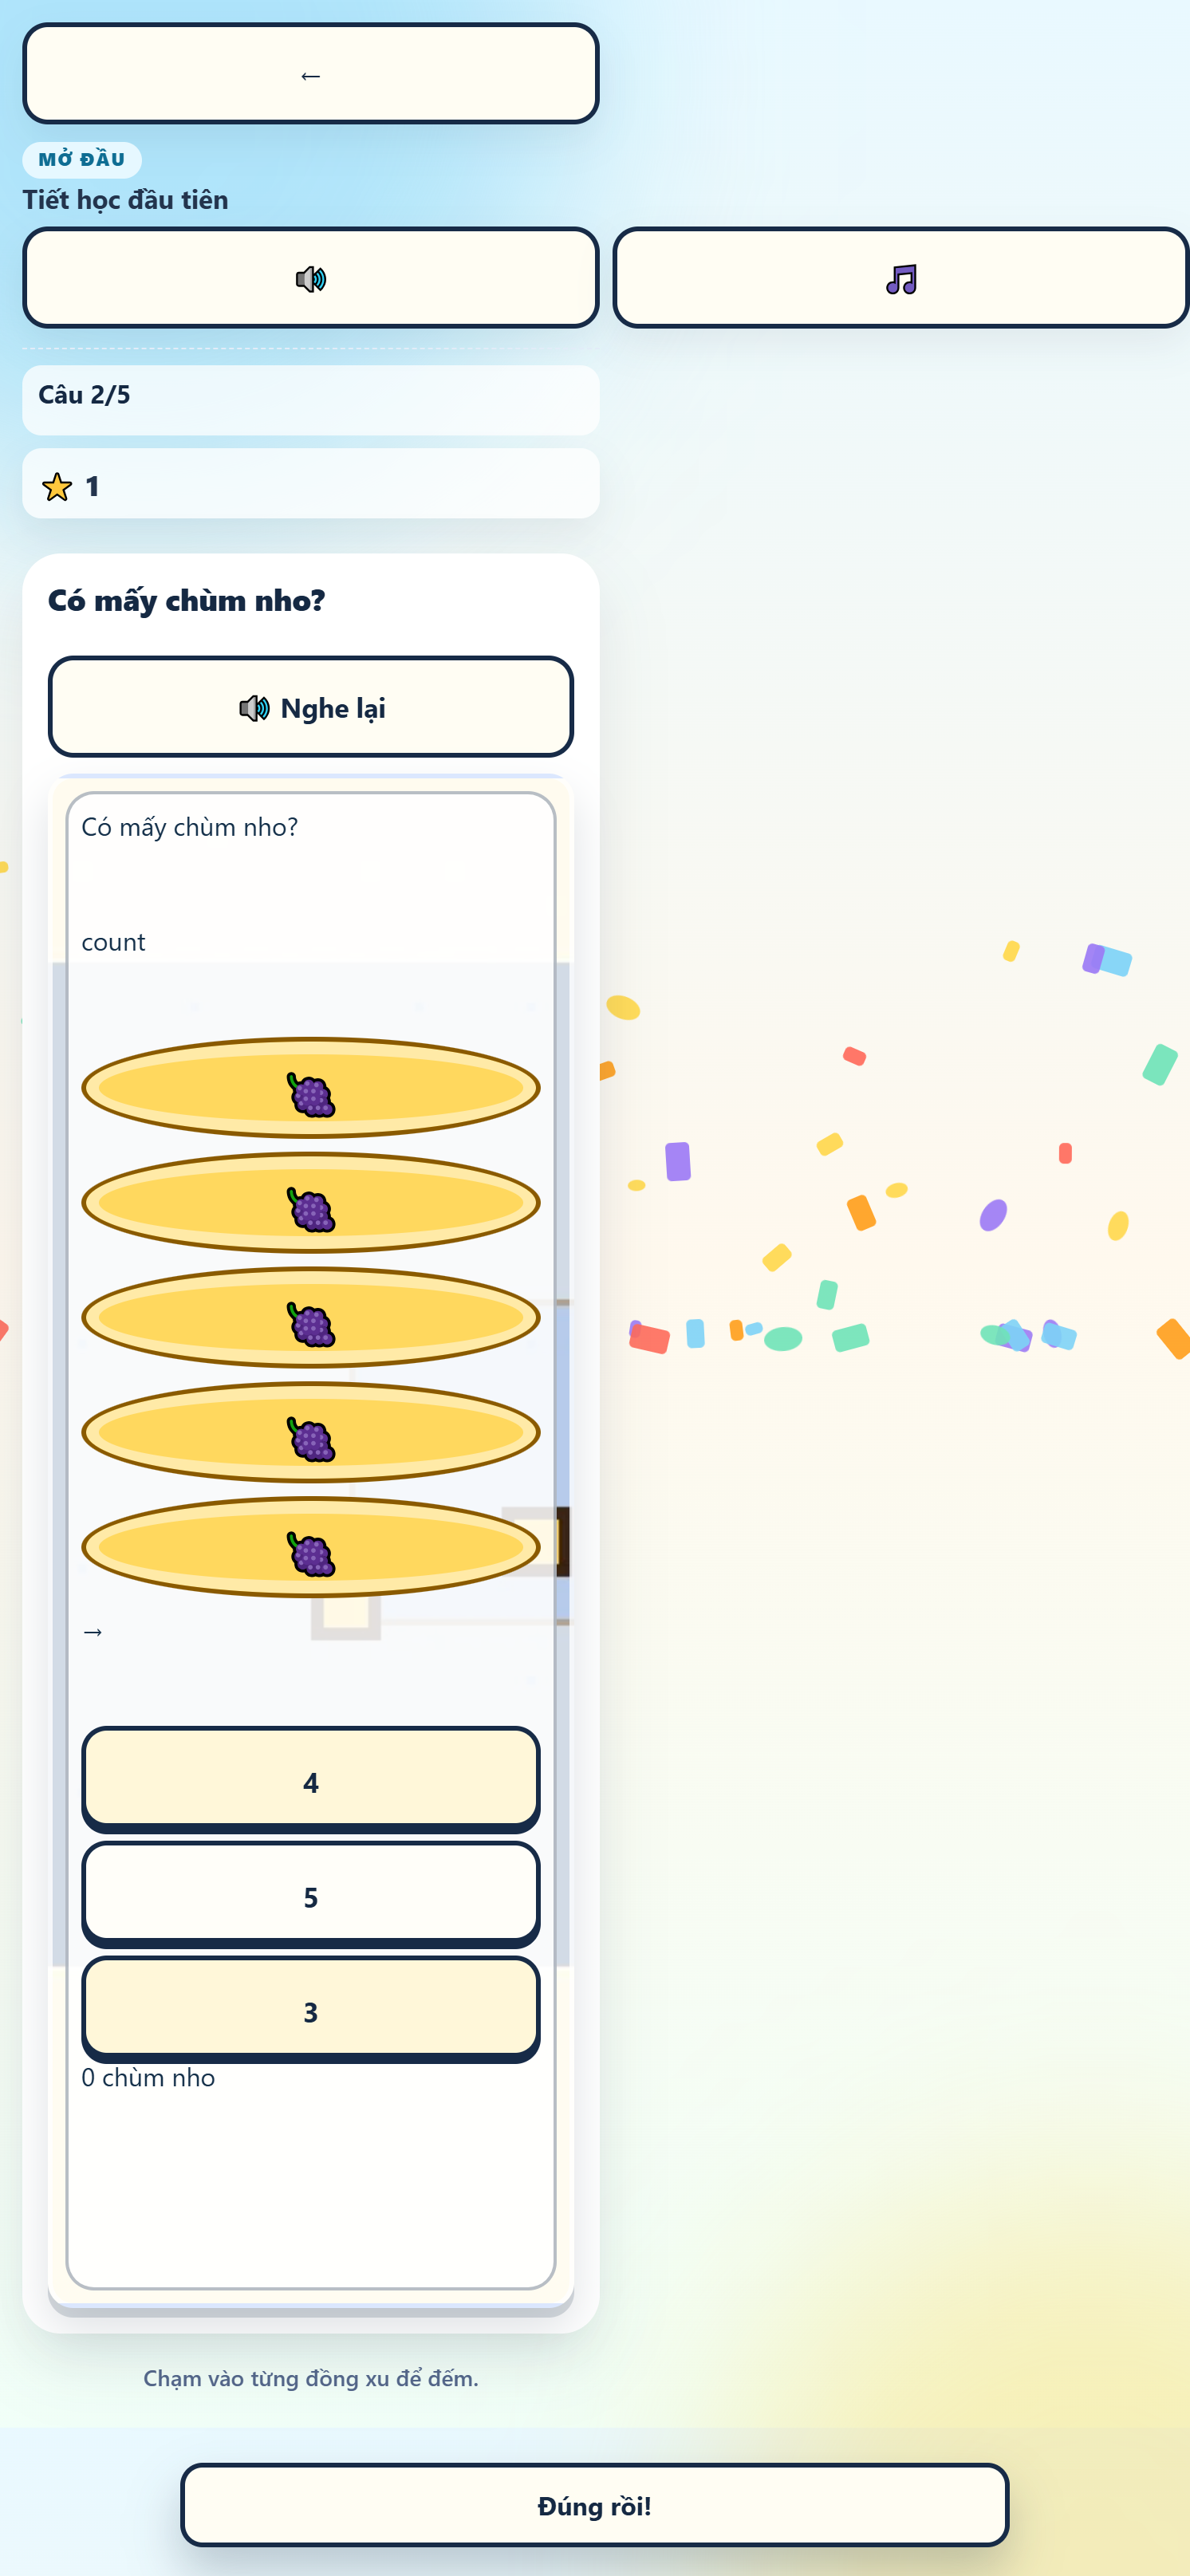 ←
MỞ ĐẦU
Tiết học đầu tiên
Câu 2/5
1
Có mấy chùm nho?
Nghe lại
Có mấy chùm nho?
count
→
4
5
3
0 chùm nho
Chạm vào từng đồng xu để đếm.
Đúng rồi!